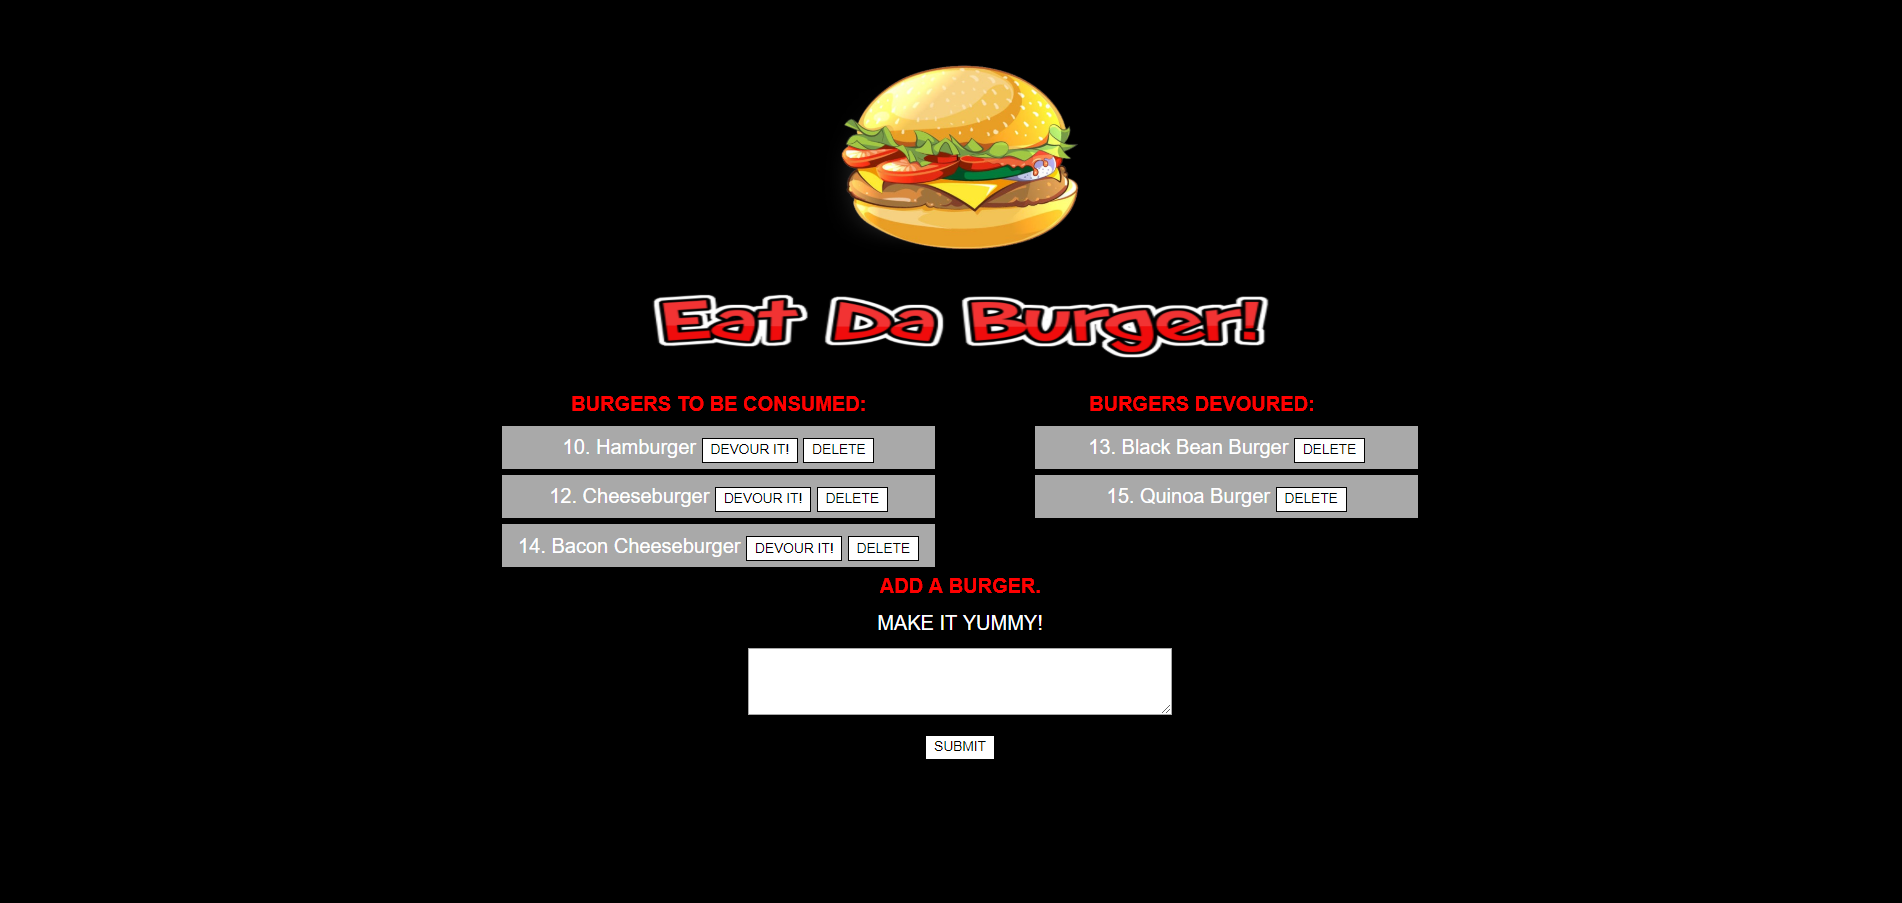 Eat Da Burger!
BURGERS TO BE CONSUMED:
10. Hamburger DEVOUR IT! DELETE
12. Cheeseburger DEVOUR IT! DELETE
14. Bacon Cheeseburger DEVOUR IT! DELETE
BURGERS DEVOURED:
13. Black Bean Burger DELETE
15. Quinoa Burger DELETE
ADD A BURGER.
MAKE IT YUMMY!
SUBMIT